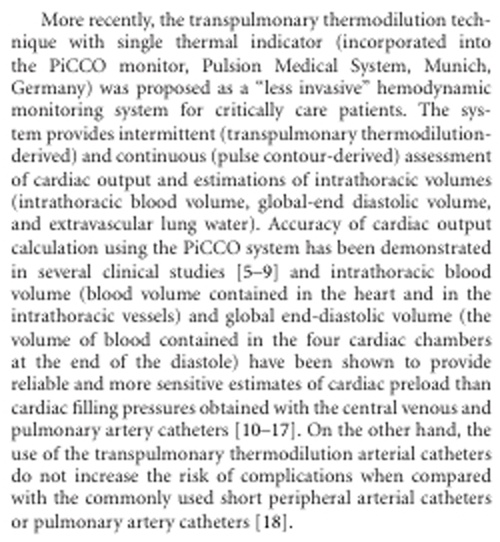 More recently, the transpulmonary thermodilution tech-
nique with single thermal indicator (incorporated into
the PiCCO monitor, Pulsion Medical System, Munich,
Germany) was proposed as a "less invasive" hemodynamic
monitoring system for critically care patients. The sys-
tem provides intermittent (transpulmonary thermodilution-
derived) and continuous (pulse contour-derived) assessment
of cardiac output and estimations of intrathoracic volumes
(intrathoracic blood volume, global-end diastolic volume,
and extravascular lung water). Accuracy of cardiac output
calculation using the PiCCO system has been demonstrated
in several clinical studies [5–9] and intrathoracic blood
volume (blood volume contained in the heart and in the
intrathoracic vessels) and global end-diastolic volume (the
volume of blood contained in the four cardiac chambers
at the end of the diastole) have been shown to provide
reliable and more sensitive estimates of cardiac preload than
cardiac filling pressures obtained with the central venous and
pulmonary artery catheters [10–17]. On the other hand, the
use of the transpulmonary thermodilution arterial catheters
do not increase the risk of complications when compared
with the commonly used short peripheral arterial catheters
or pulmonary artery catheters [18].